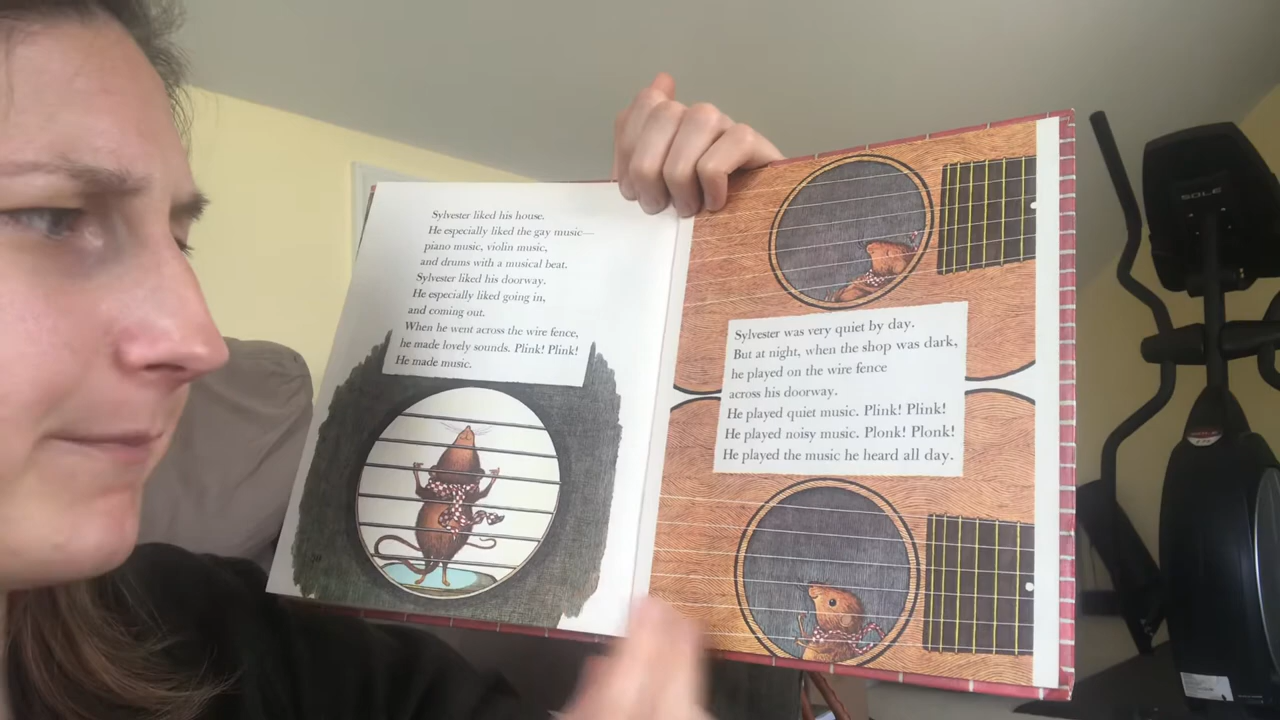 Sylvester liked his house.
He especially liked the gay music—
piano music, violin music,
and drums with a musical beat.
Sylvester liked his doorway.
He especially liked going in,
and coming out.
When he went across the wire fence,
he made lovely sounds. Plink! Plink!
He made music.
Sylvester was very quiet by day.
But at night, when the shop was dark,
he played on the wire fence
across his doorway.
He played quiet music. Plink! Plink!
He played noisy music. Plonk! Plonk!
He played the music he heard all day.
SOLE